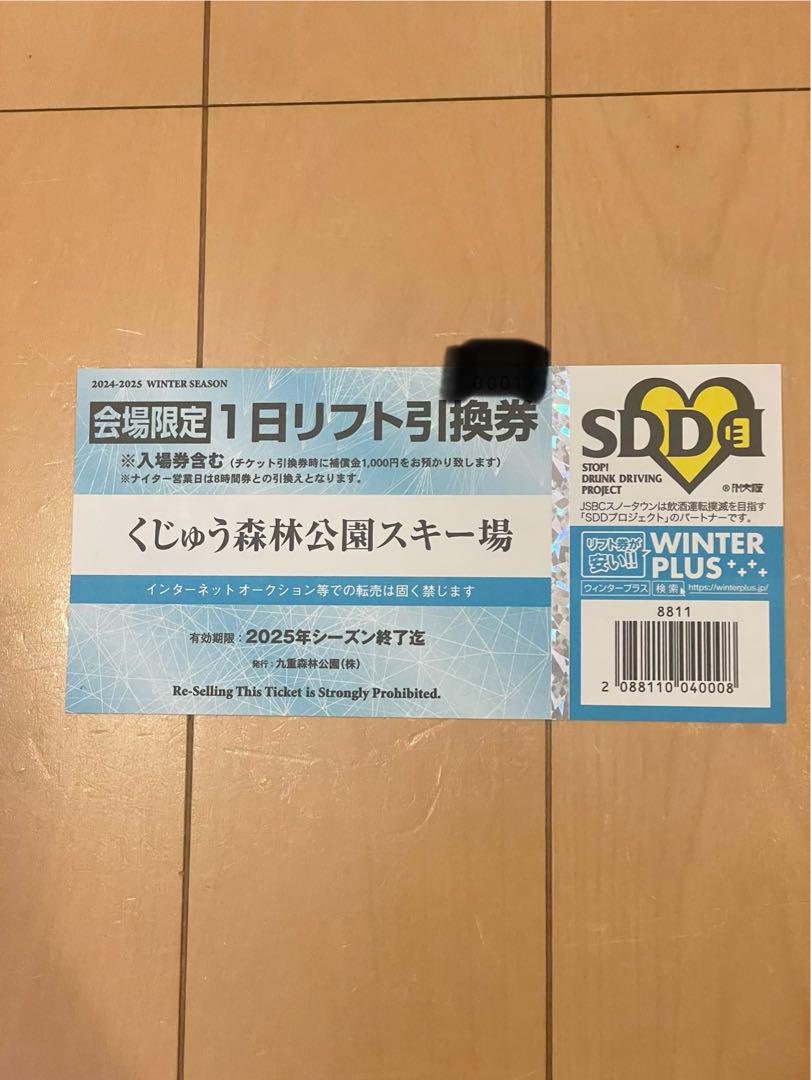 2024-2025 WINTER SEASON
会場限定 1日リフト引換券
※入場券含む（チケット引換券時に補償金1,000円をお預かり致します）
※ナイター営業日は8時間券との引換えとなります。
くじゅう森林公園スキー場
インターネットオークション等での転売は固く禁じます
有効期限：2025年シーズン終了迄
発行：九重森林公園(株)
Re-Selling This Ticket is Strongly Prohibited.
SDD
STOP!
DRUNK DRIVING
PROJECT
®FM大阪
JSBCスノータウンは飲酒運転撲滅を目指す
「SDDプロジェクト」のパートナーです。
リフト券が
安い!!
WINTER
PLUS
ウィンタープラス 検索 https://winterplus.jp/
8811
2 088110 040008